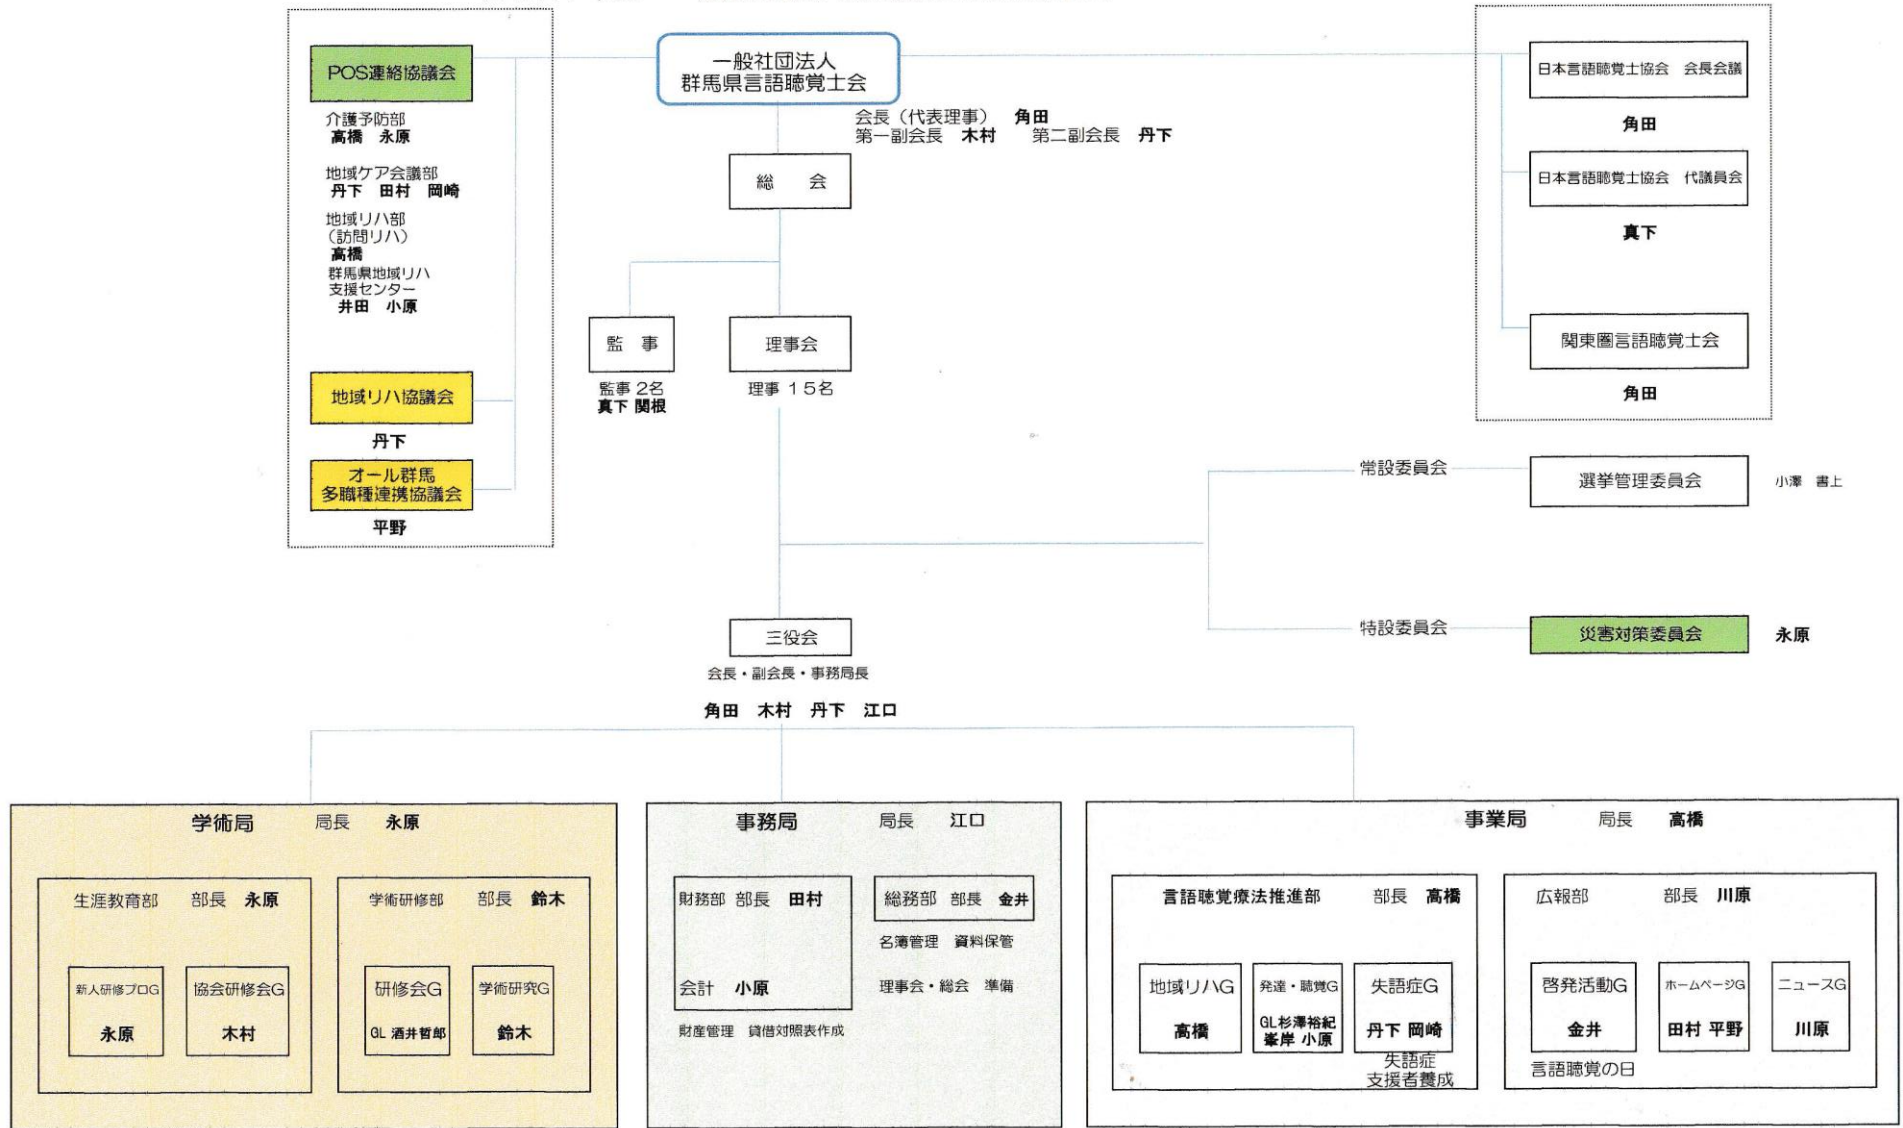 一般社団法人
群馬県言語聴覚士会
会長（代表理事）　角田
第一副会長　木村　　第二副会長　丹下
POS連絡協議会
介護予防部
高橋　永原
地域ケア会議部
丹下　田村　岡崎
地域リハ部
（訪問リハ）
高橋
群馬県地域リハ
支援センター
井田　小原
地域リハ協議会
丹下
オール群馬
多職種連携協議会
平野
日本言語聴覚士協会　会長会議
角田
日本言語聴覚士協会　代議員会
真下
関東圏言語聴覚士会
角田
総　会
監　事
監事 2名
真下 関根
理事会
理事 15名
常設委員会
選挙管理委員会
小澤　書上
特設委員会
災害対策委員会
永原
三役会
会長・副会長・事務局長
角田　木村　丹下　江口
学術局　局長　永原
生涯教育部　部長　永原
新人研修プログ
永原
協会研修会G
木村
学術研修部　部長　鈴木
研修会G
GL 酒井哲郎
学術研究G
鈴木
事務局　局長　江口
財務部　部長　田村
会計　小原
財産管理　貸借対照表作成
総務部　部長　金井
名簿管理　資料保管
理事会・総会　準備
事業局　局長　高橋
言語聴覚療法推進部　部長　高橋
地域リハG
高橋
発達・聴覚G
GL杉澤裕紀
峯岸 小原
失語症G
丹下 岡崎
失語症
支援者養成
広報部　部長　川原
啓発活動G
金井
言語聴覚の日
ホームページG
田村 平野
ニュースG
川原